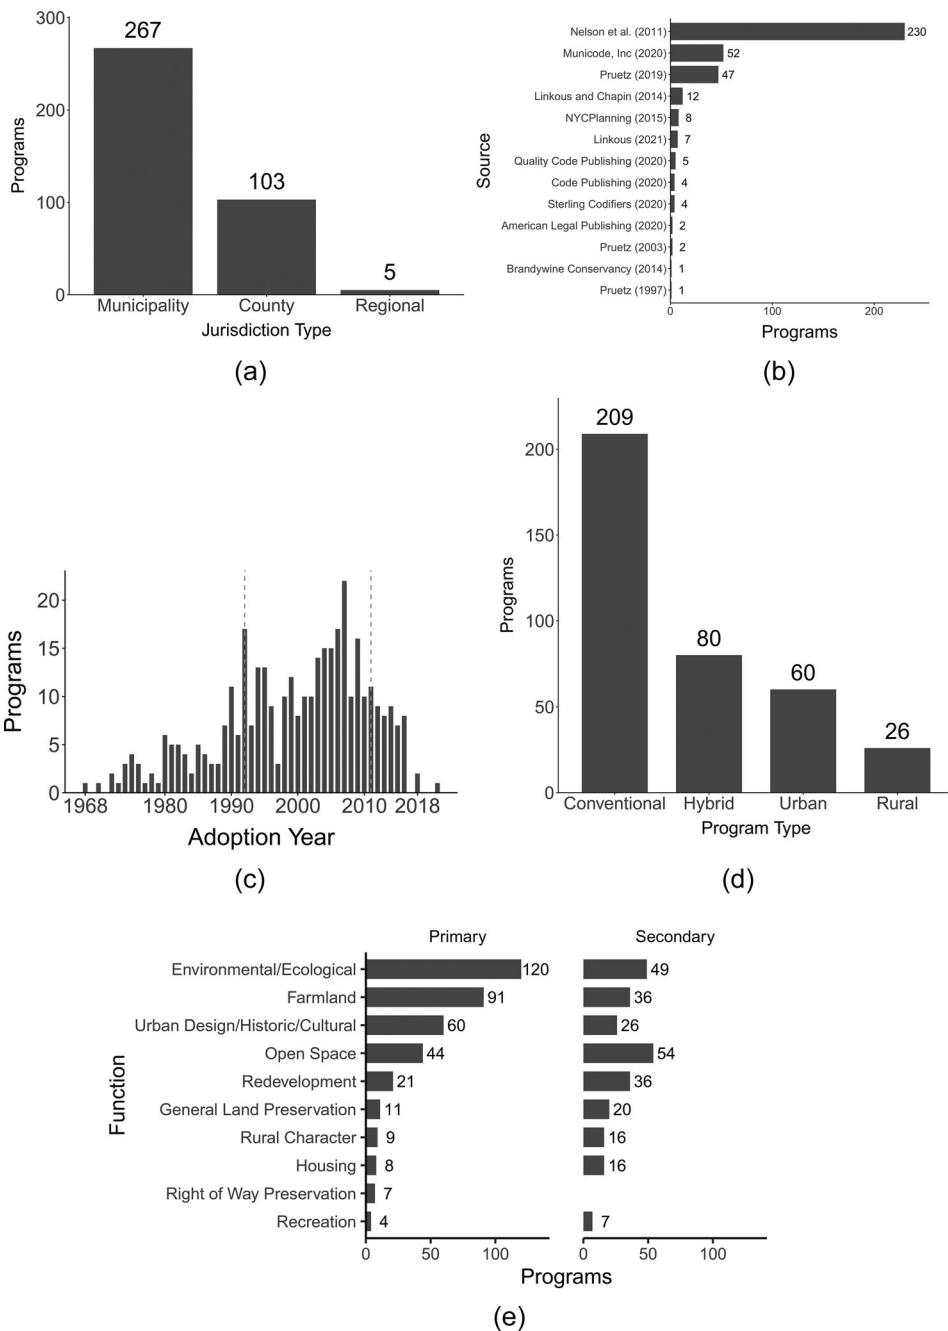 300
200
100
0
Programs
267
103
5
Municipality County Regional
Jurisdiction Type
(a)
Source
Nelson et al. (2011) 230
Municode, Inc (2020) 52
Pruetz (2019) 47
Linkous and Chapin (2014) 12
NYCPlanning (2015) 8
Linkous (2021) 7
Quality Code Publishing (2020) 5
Code Publishing (2020) 4
Sterling Codifiers (2020) 4
American Legal Publishing (2020) 2
Pruetz (2003) 2
Brandywine Conservancy (2014) 1
Pruetz (1997) 1
0 100 200
Programs
(b)
20
15
10
5
0
Programs
1968 1980 1990 2000 2010 2018
Adoption Year
(c)
200
150
100
50
0
Programs
209
80
60
26
Conventional Hybrid Urban Rural
Program Type
(d)
Primary Secondary
Function
Environmental/Ecological 120 49
Farmland 91 36
Urban Design/Historic/Cultural 60 26
Open Space 44 54
Redevelopment 21 36
General Land Preservation 11 20
Rural Character 9 16
Housing 8 16
Right of Way Preservation 7
Recreation 4 7
0 50 100 0 50 100
Programs
(e)